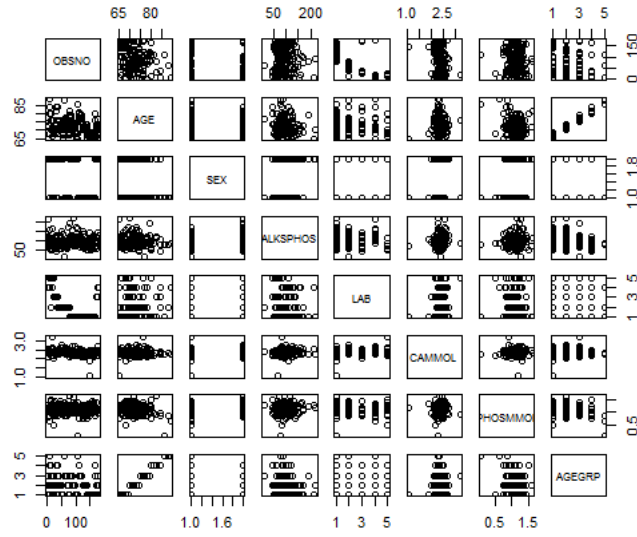 65 80 50 200 1.0 2.5 1 2 3 4 5
OBSNO 0 50 150
65 85 AGE
SEX 1.0 1.8
50 ALKSPHOS
LAB 1 3 5
1.0 3.0 CAMMOL
PHOSMMOL 0.5
1 3 5 AGEGRP
0 100 1.0 1.6 1 3 5 0.5 1.5